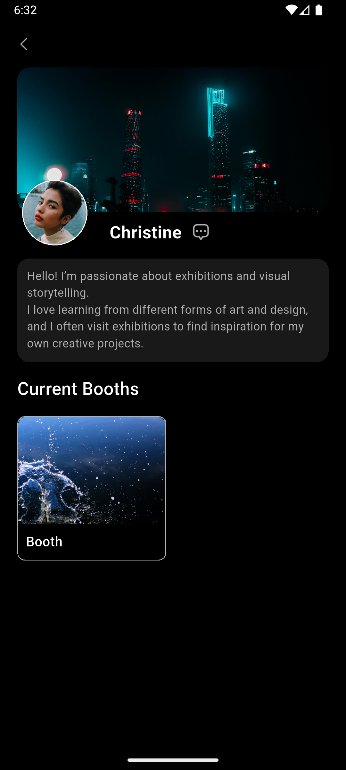 6:32
Christine
Hello! I'm passionate about exhibitions and visual
storytelling.
I love learning from different forms of art and design,
and I often visit exhibitions to find inspiration for my
own creative projects.
Current Booths
Booth